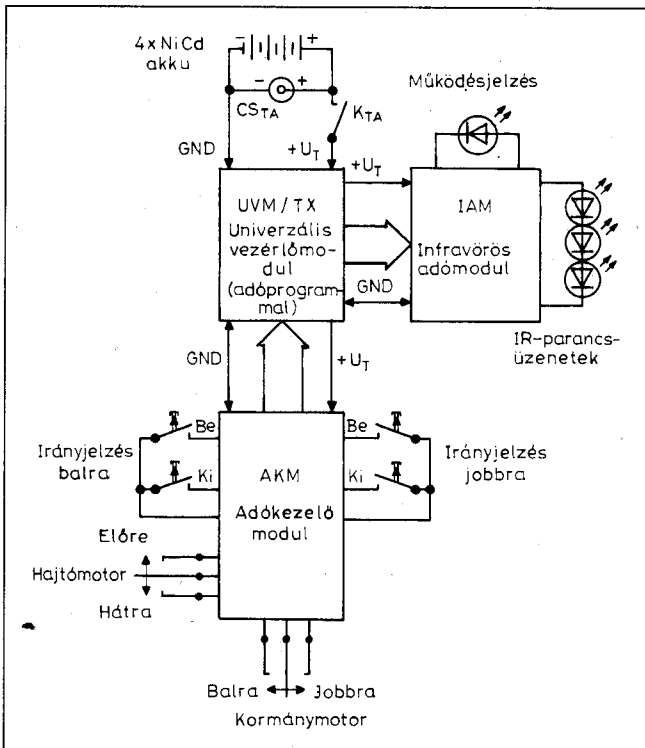 4xNiCd
akku
- +
- +
CS_TA
K_TA
GND
+U_T
+U_T
Működésjelzés
UVM/TX
Univerzális
vezérlőmo-
dul
(adóprogram-
mal)
IAM
Infravörös
adómodul
GND
IR-parancs-
üzenetek
GND
+U_T
Irányjelzés
balra
Be
Ki
AKM
Adókezelő
modul
Be
Ki
Irányjelzés
jobbra
Előre
Hajtómotor
Hátra
Balra
Jobbra
Kormánymotor